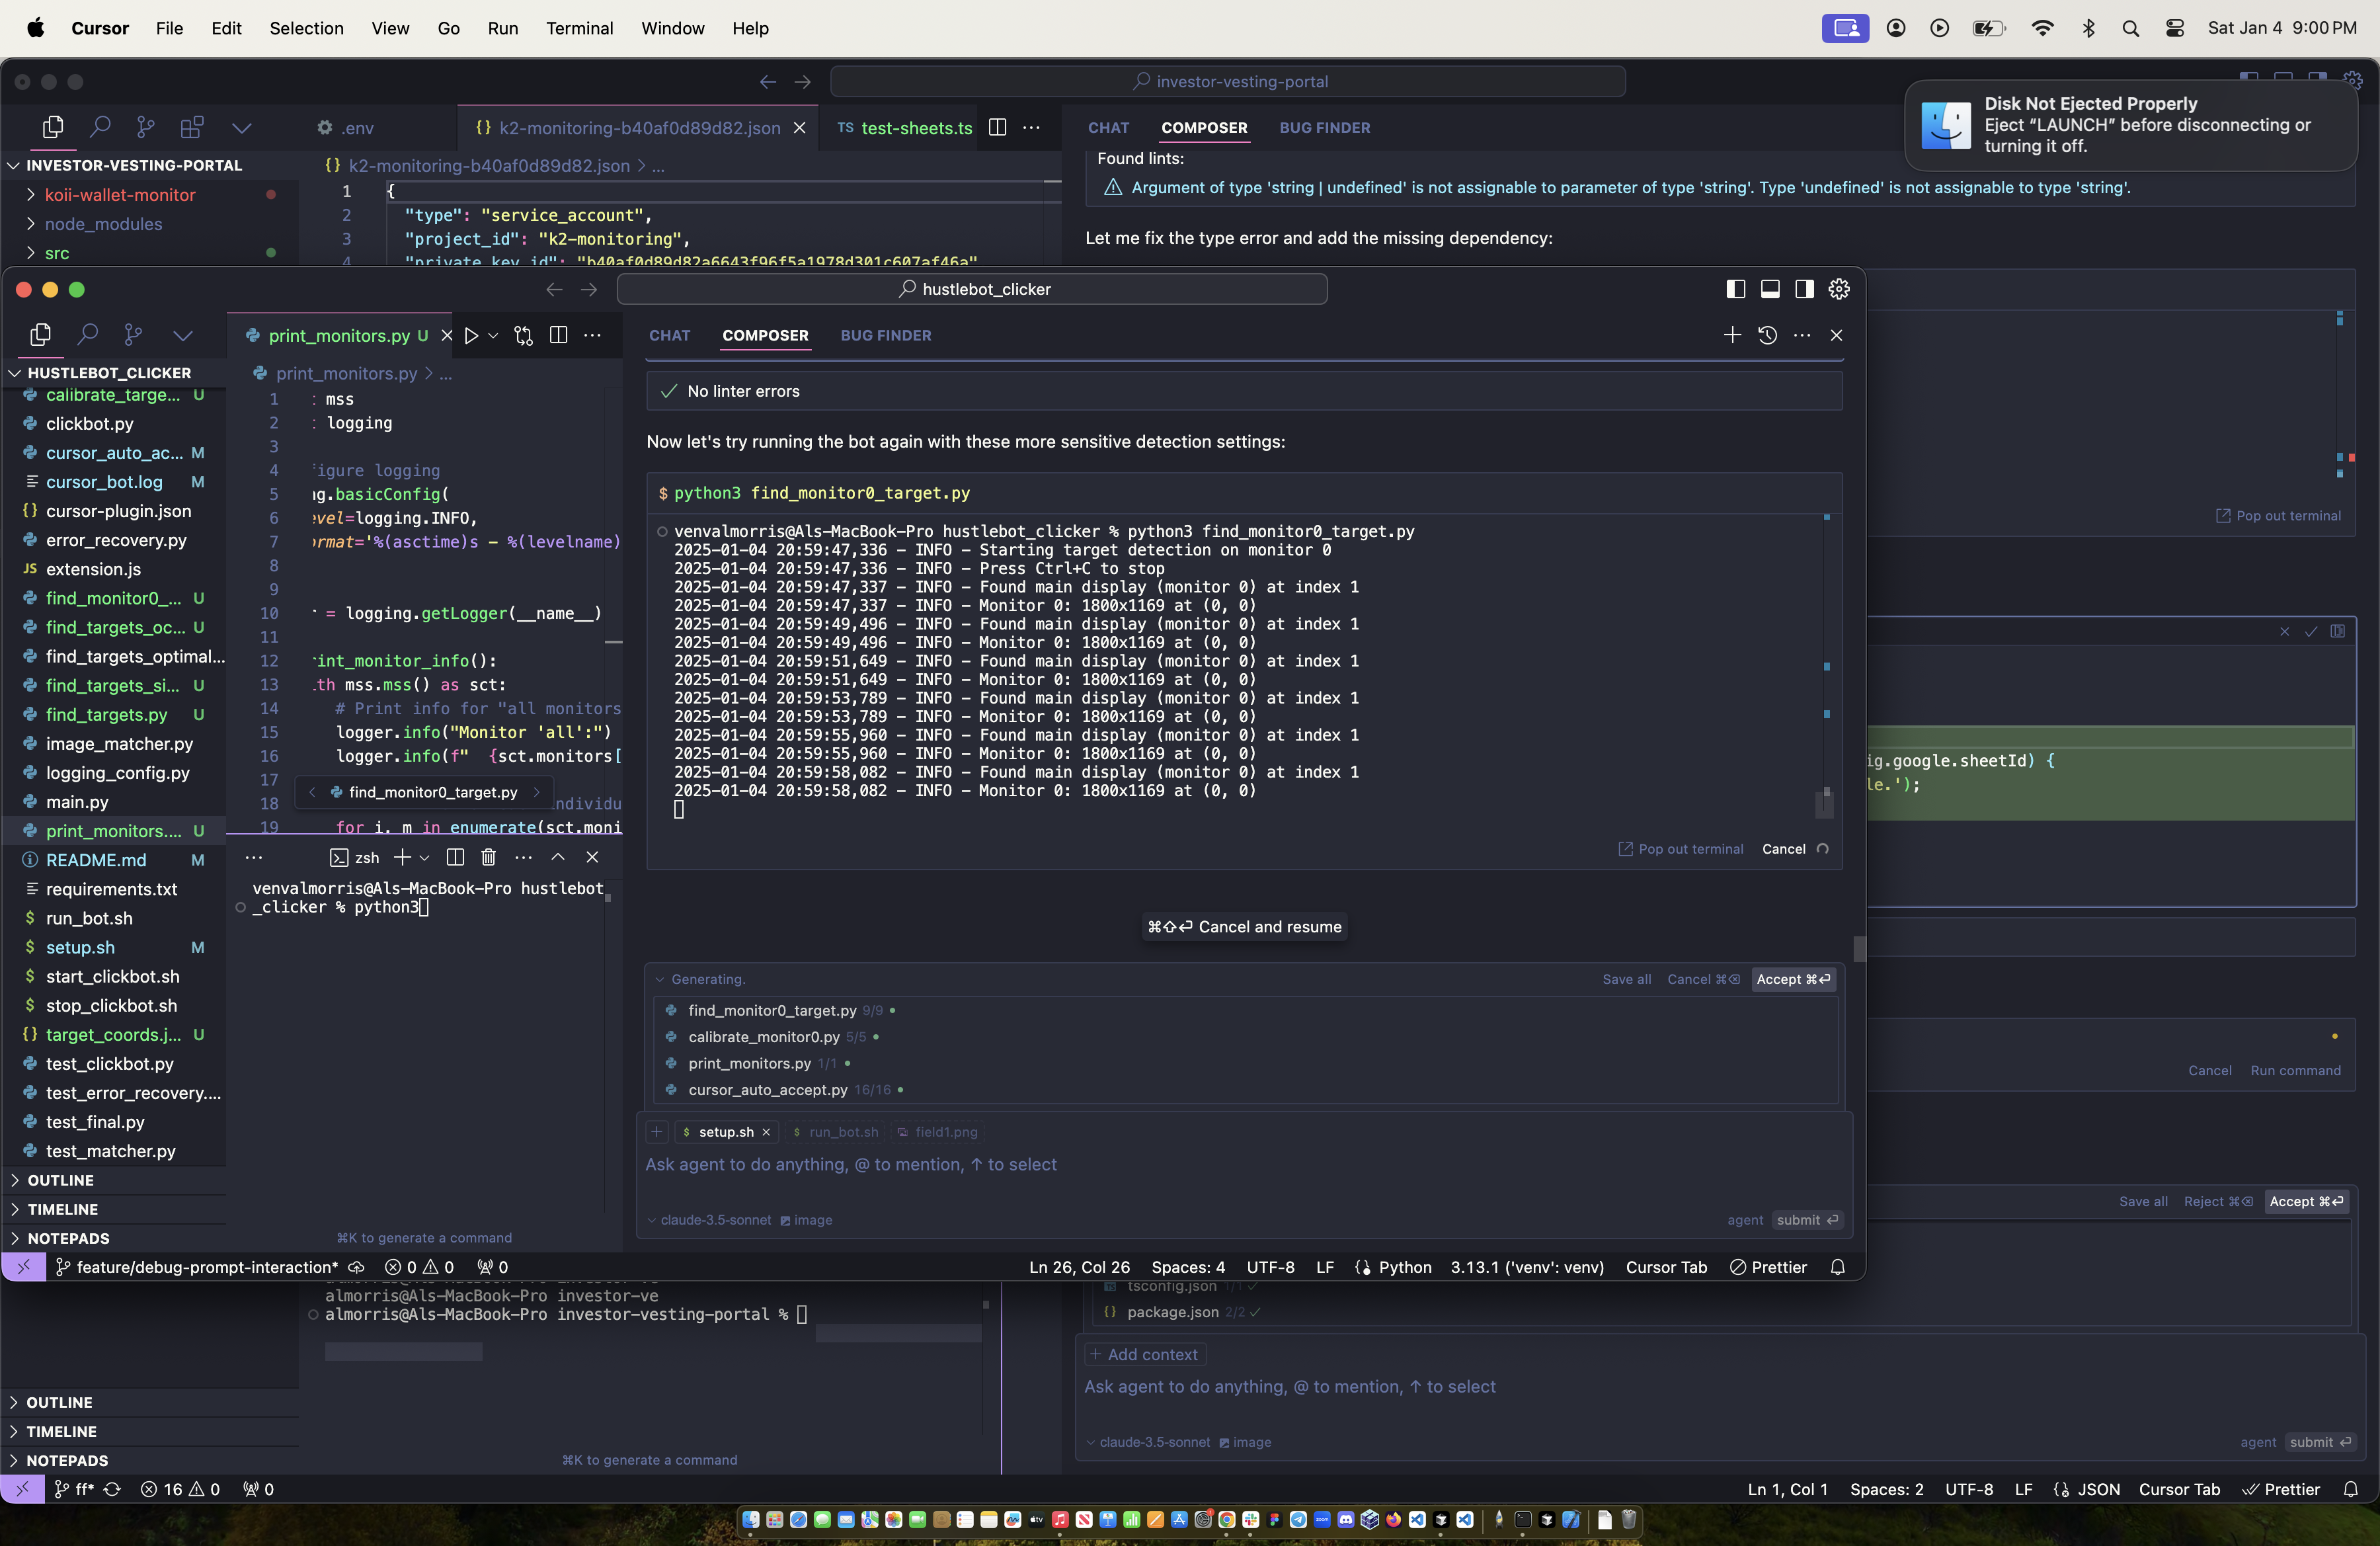 Cursor File Edit Selection View Go Run Terminal Window Help
Sat Jan 4 9:00 PM
investor-vesting-portal
Disk Not Ejected Properly
Eject “LAUNCH” before disconnecting or
turning it off.
.env
{} k2-monitoring-b40af0d89d82.json
TS test-sheets.ts
CHAT COMPOSER BUG FINDER
INVESTOR-VESTING-PORTAL
koii-wallet-monitor
node_modules
src
{} k2-monitoring-b40af0d89d82.json > ...
1 {
2 "type": "service_account",
3 "project_id": "k2-monitoring",
4 "private_key_id": "b40af0d89d82a6643f96f5a1978d301c607af46a"
Found lints:
Argument of type 'string | undefined' is not assignable to parameter of type 'string'. Type 'undefined' is not assignable to type 'string'.
Let me fix the type error and add the missing dependency:
Pop out terminal
ig.google.sheetId) {
le.');
Cancel Run command
Save all Reject ⌘⌫ Accept ⌘⏎
hustlebot_clicker
print_monitors.py U
CHAT COMPOSER BUG FINDER
HUSTLEBOT_CLICKER
calibrate_targe... U
clickbot.py
cursor_auto_ac... M
cursor_bot.log M
{} cursor-plugin.json
error_recovery.py
JS extension.js
find_monitor0_... U
find_targets_oc... U
find_targets_optimal...
find_targets_si... U
find_targets.py U
image_matcher.py
logging_config.py
main.py
print_monitors.... U
README.md M
requirements.txt
$ run_bot.sh
$ setup.sh M
$ start_clickbot.sh
$ stop_clickbot.sh
{} target_coords.j... U
test_clickbot.py
test_error_recovery....
test_final.py
test_matcher.py
OUTLINE
TIMELINE
NOTEPADS
print_monitors.py > ...
1 : mss
2 : logging
3
4 figure logging
5 ng.basicConfig(
6 evel=logging.INFO,
7 ormat='%(asctime)s - %(levelname)
8
9
10 r = logging.getLogger(__name__)
11
12 rint_monitor_info():
13 ith mss.mss() as sct:
14 # Print info for "all monitors
15 logger.info("Monitor 'all':")
16 logger.info(f" {sct.monitors[
17
18 individu
19 for i, m in enumerate(sct.moni
find_monitor0_target.py
zsh
venvalmorris@Als-MacBook-Pro hustlebot
_clicker % python3
⌘K to generate a command
No linter errors
Now let's try running the bot again with these more sensitive detection settings:
$ python3 find_monitor0_target.py
venvalmorris@Als-MacBook-Pro hustlebot_clicker % python3 find_monitor0_target.py
2025-01-04 20:59:47,336 - INFO - Starting target detection on monitor 0
2025-01-04 20:59:47,336 - INFO - Press Ctrl+C to stop
2025-01-04 20:59:47,337 - INFO - Found main display (monitor 0) at index 1
2025-01-04 20:59:47,337 - INFO - Monitor 0: 1800x1169 at (0, 0)
2025-01-04 20:59:49,496 - INFO - Found main display (monitor 0) at index 1
2025-01-04 20:59:49,496 - INFO - Monitor 0: 1800x1169 at (0, 0)
2025-01-04 20:59:51,649 - INFO - Found main display (monitor 0) at index 1
2025-01-04 20:59:51,649 - INFO - Monitor 0: 1800x1169 at (0, 0)
2025-01-04 20:59:53,789 - INFO - Found main display (monitor 0) at index 1
2025-01-04 20:59:53,789 - INFO - Monitor 0: 1800x1169 at (0, 0)
2025-01-04 20:59:55,960 - INFO - Found main display (monitor 0) at index 1
2025-01-04 20:59:55,960 - INFO - Monitor 0: 1800x1169 at (0, 0)
2025-01-04 20:59:58,082 - INFO - Found main display (monitor 0) at index 1
2025-01-04 20:59:58,082 - INFO - Monitor 0: 1800x1169 at (0, 0)
Pop out terminal Cancel
⌘⇧⏎ Cancel and resume
Generating. Save all Cancel ⌘⌫ Accept ⌘⏎
find_monitor0_target.py 9/9
calibrate_monitor0.py 5/5
print_monitors.py 1/1
cursor_auto_accept.py 16/16
$ setup.sh $ run_bot.sh field1.png
Ask agent to do anything, @ to mention, ↑ to select
claude-3.5-sonnet image agent submit ⏎
feature/debug-prompt-interaction* 0 0 0 Ln 26, Col 26 Spaces: 4 UTF-8 LF Python 3.13.1 ('venv': venv) Cursor Tab Prettier
almorris@Als-MacBook-Pro investor-ve
almorris@Als-MacBook-Pro investor-vesting-portal %
tsconfig.json 1/1
{} package.json 2/2
+ Add context
Ask agent to do anything, @ to mention, ↑ to select
claude-3.5-sonnet image agent submit ⏎
OUTLINE
TIMELINE
NOTEPADS
⌘K to generate a command
ff* 16 0 0 Ln 1, Col 1 Spaces: 2 UTF-8 LF JSON Cursor Tab Prettier